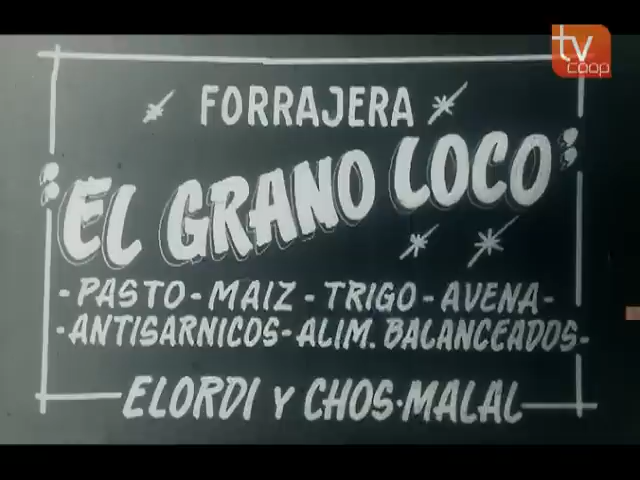 tv
coop
FORRAJERA
"EL GRANO LOCO"
-PASTO-MAIZ-TRIGO-AVENA-
-ANTISARNICOS-ALIM. BALANCEADOS-
ELORDI Y CHOS-MALAL